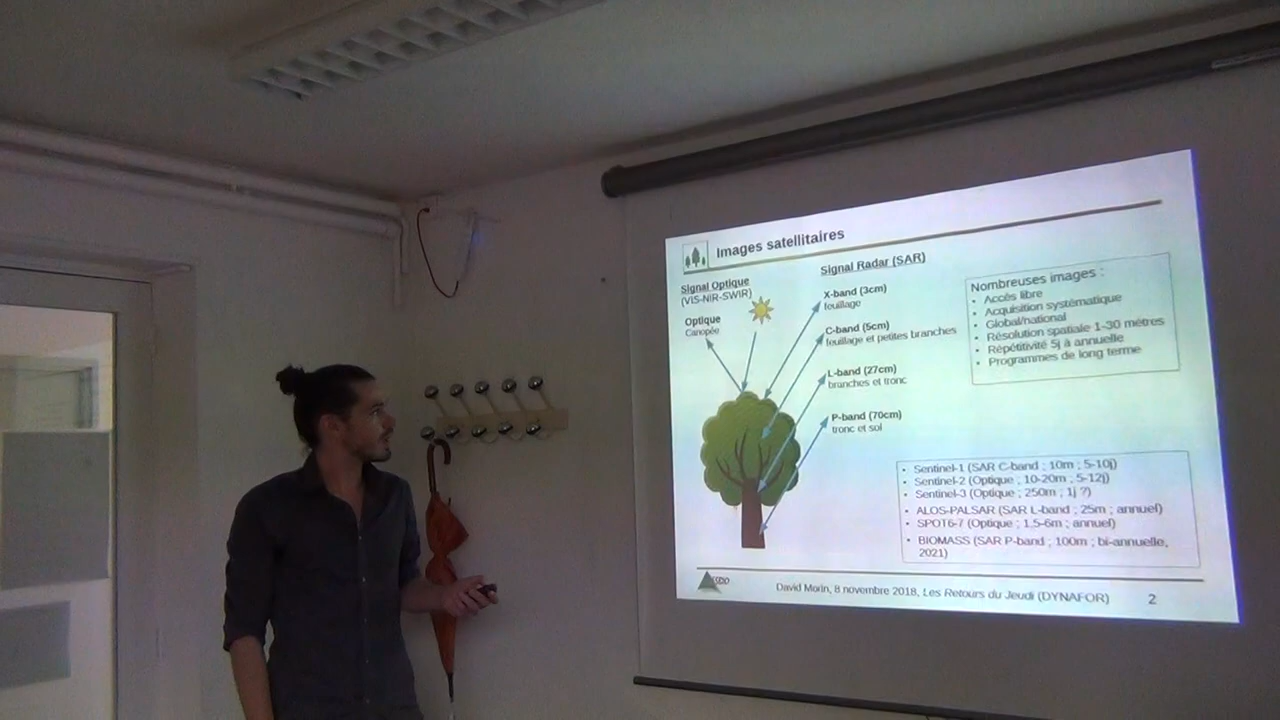 Images satellitaires
Signal Optique
(VIS-NIR-SWIR)
Optique
Canopée
Signal Radar (SAR)
X-band (3cm)
feuillage
C-band (5cm)
feuillage et petites branches
L-band (27cm)
branches et tronc
P-band (70cm)
tronc et sol
Nombreuses images :
• Accès libre
• Acquisition systématique
• Global/national
• Résolution spatiale 1-30 mètres
• Répétitivité 5j à annuelle
• Programmes de long terme
• Sentinel-1 (SAR C-band ; 10m ; 5-10j)
• Sentinel-2 (Optique ; 10-20m ; 5-12j)
• Sentinel-3 (Optique ; 250m ; 1j ?)
• ALOS-PALSAR (SAR L-band ; 25m ; annuel)
• SPOT6-7 (Optique ; 1.5-6m ; annuel)
• BIOMASS (SAR P-band ; 100m ; bi-annuelle,
2021)
David Morin, 8 novembre 2018, Les Retours du Jeudi (DYNAFOR)
2